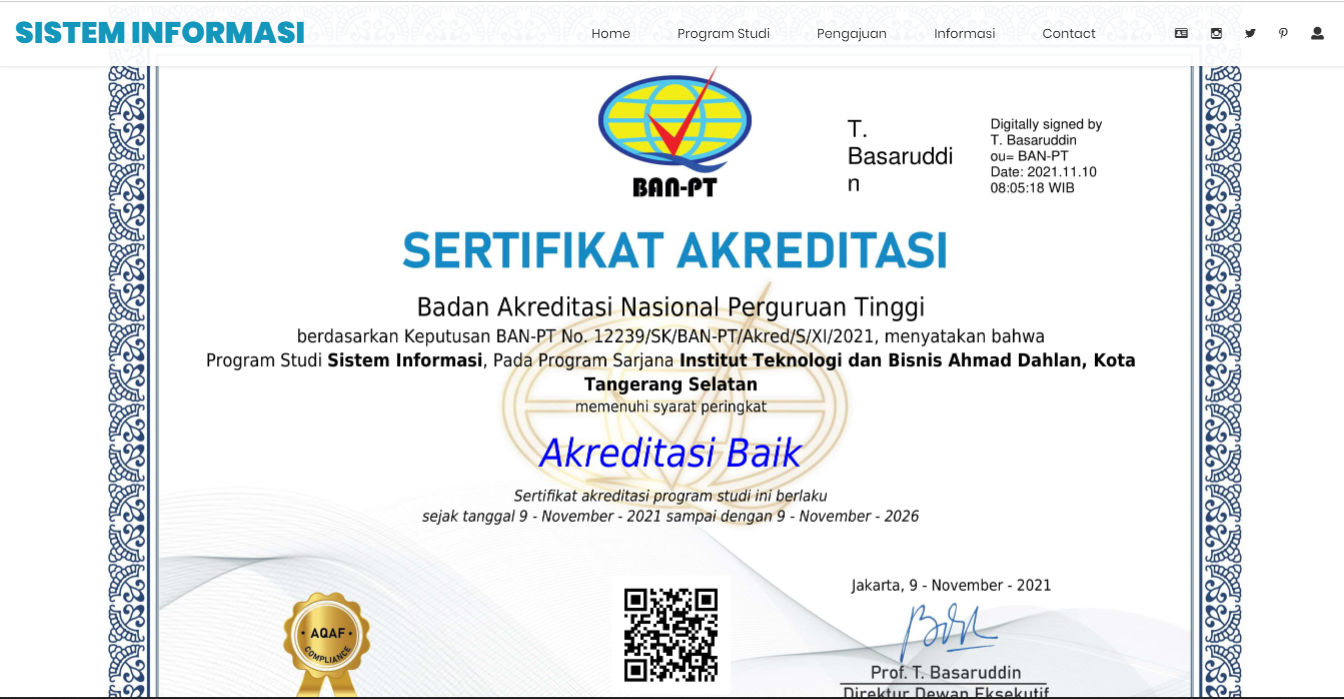 SISTEM INFORMASI
Home Program Studi Pengajuan Informasi Contact
BAN-PT
T.
Basaruddi
n
Digitally signed by
T. Basaruddin
ou= BAN-PT
Date: 2021.11.10
08:05:18 WIB
SERTIFIKAT AKREDITASI
Badan Akreditasi Nasional Perguruan Tinggi
berdasarkan Keputusan BAN-PT No. 12239/SK/BAN-PT/Akred/S/XI/2021, menyatakan bahwa
Program Studi Sistem Informasi, Pada Program Sarjana Institut Teknologi dan Bisnis Ahmad Dahlan, Kota
Tangerang Selatan
memenuhi syarat peringkat
Akreditasi Baik
Sertifikat akreditasi program studi ini berlaku
sejak tanggal 9 - November - 2021 sampai dengan 9 - November - 2026
Jakarta, 9 - November - 2021
AQAF
COMPLIANCE
Prof. T. Basaruddin
Direktur Dewan Eksekutif